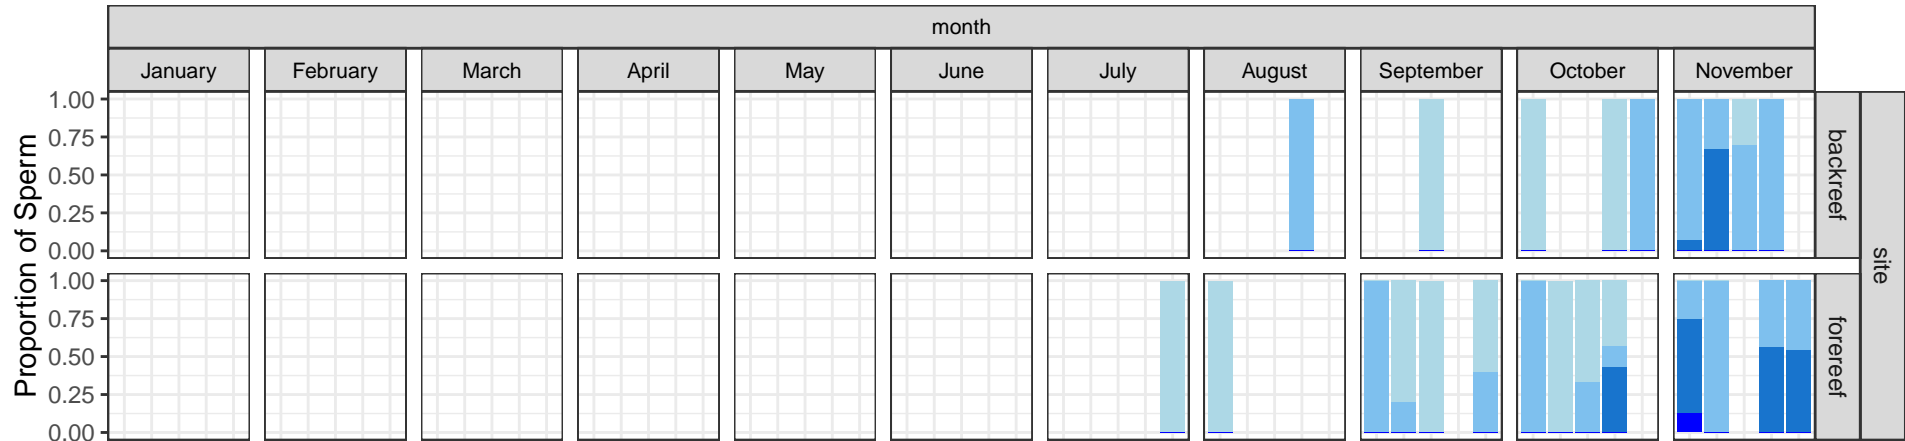 month
January February March April May June July August September October November
Proportion of Sperm
1.00
0.75
0.50
0.25
0.00
backreef
site
1.00
0.75
0.50
0.25
0.00
forereef